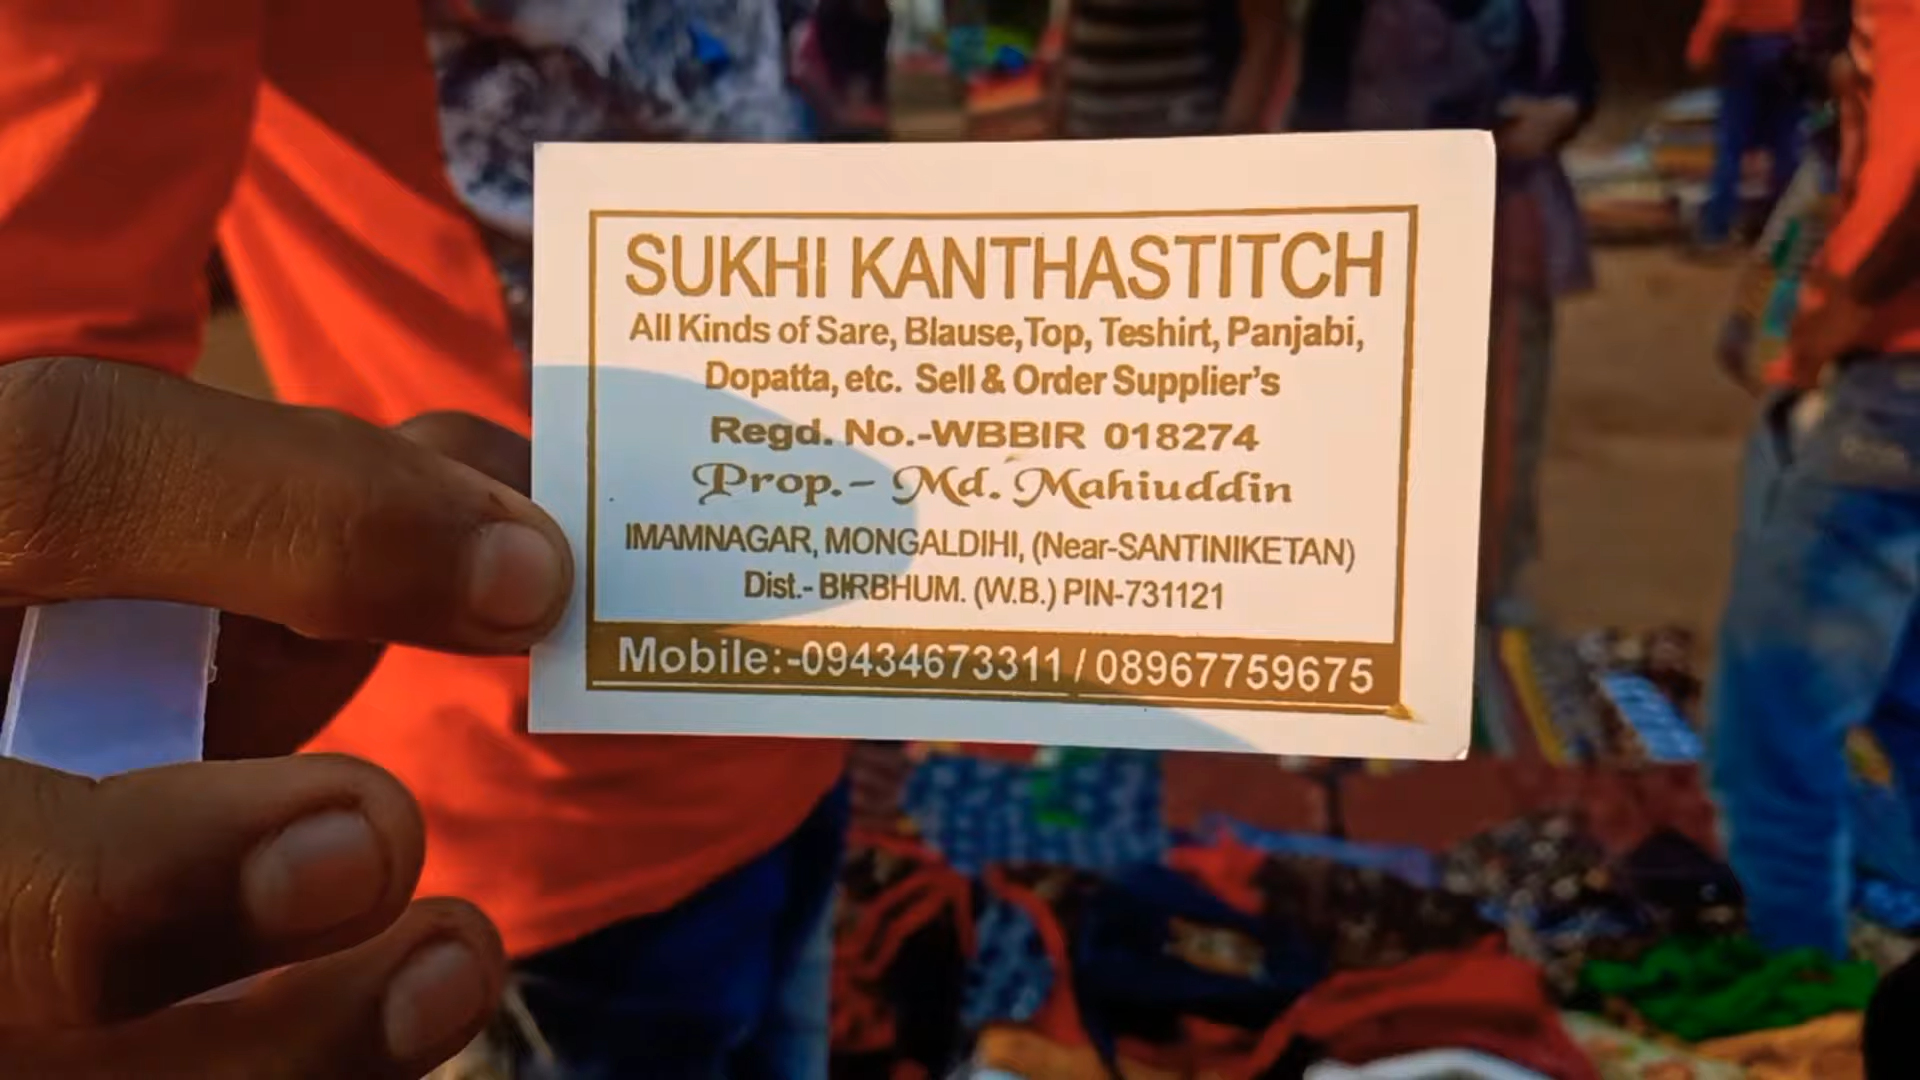 SUKHI KANTHASTITCH
All Kinds of Sare, Blause, Top, Teshirt, Panjabi,
Dopatta, etc. Sell & Order Supplier's
Regd. No.-WBBIR 018274
Prop.- Md. Mahiuddin
IMAMNAGAR, MONGALDIHI, (Near-SANTINIKETAN)
Dist.- BIRBHUM. (W.B.) PIN-731121
Mobile:-09434673311 / 08967759675